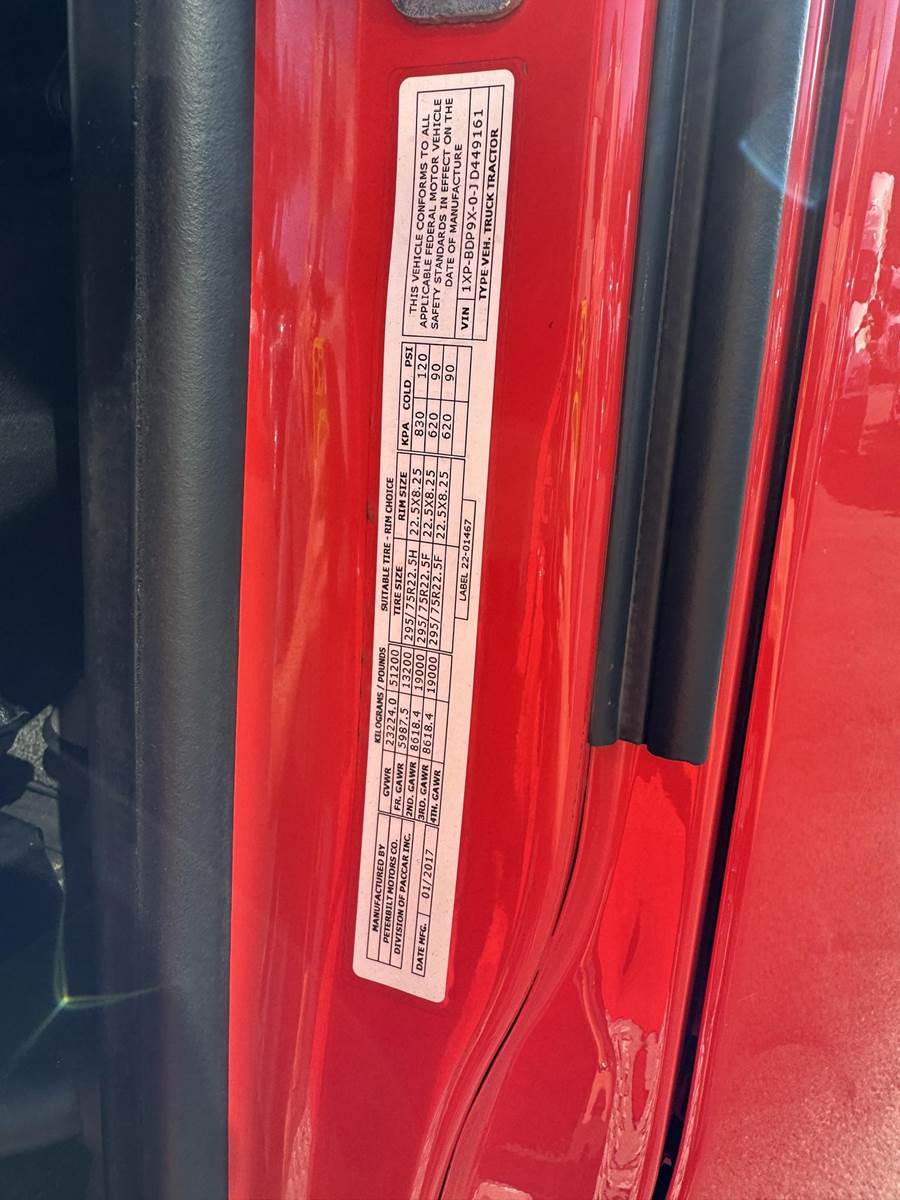 MANUFACTURED BY
PETERBILT MOTORS CO.
DIVISION OF PACCAR INC.
DATE MFG. 01/2017
KILOGRAMS / POUNDS
GVWR 23224.0 51200
FR. GAWR 5987.5 13200
2ND. GAWR 8618.4 19000
3RD. GAWR 8618.4 19000
4TH. GAWR
SUITABLE TIRE - RIM CHOICE
TIRE SIZE RIM SIZE KPA COLD PSI
295/75R22.5H 22.5X8.25 830 120
295/75R22.5F 22.5X8.25 620 90
295/75R22.5F 22.5X8.25 620 90
LABEL 22-01467
THIS VEHICLE CONFORMS TO ALL
APPLICABLE FEDERAL MOTOR VEHICLE
SAFETY STANDARDS IN EFFECT ON THE
DATE OF MANUFACTURE
VIN 1XP-BDP9X-0-JD449161
TYPE VEH. TRUCK TRACTOR